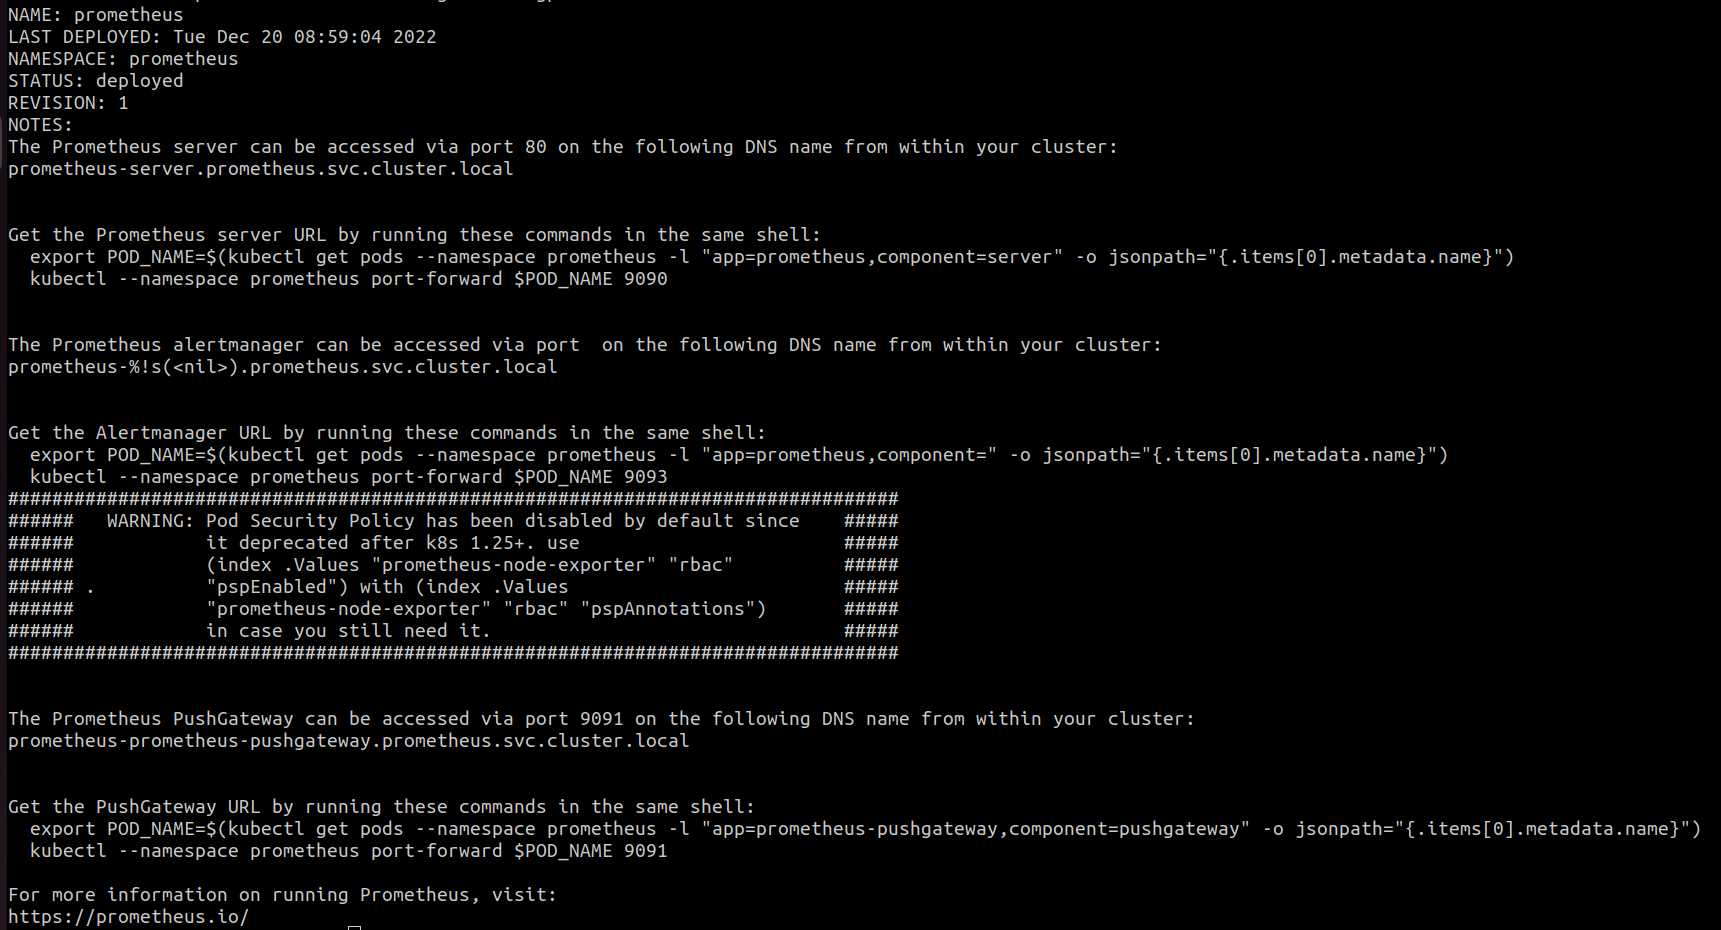 NAME: prometheus
LAST DEPLOYED: Tue Dec 20 08:59:04 2022
NAMESPACE: prometheus
STATUS: deployed
REVISION: 1
NOTES:
The Prometheus server can be accessed via port 80 on the following DNS name from within your cluster:
prometheus-server.prometheus.svc.cluster.local


Get the Prometheus server URL by running these commands in the same shell:
  export POD_NAME=$(kubectl get pods --namespace prometheus -l "app=prometheus,component=server" -o jsonpath="{.items[0].metadata.name}")
  kubectl --namespace prometheus port-forward $POD_NAME 9090


The Prometheus alertmanager can be accessed via port  on the following DNS name from within your cluster:
prometheus-%!s(<nil>).prometheus.svc.cluster.local


Get the Alertmanager URL by running these commands in the same shell:
  export POD_NAME=$(kubectl get pods --namespace prometheus -l "app=prometheus,component=" -o jsonpath="{.items[0].metadata.name}")
  kubectl --namespace prometheus port-forward $POD_NAME 9093
#################################################################################
######   WARNING: Pod Security Policy has been disabled by default since    #####
######            it deprecated after k8s 1.25+. use                        #####
######            (index .Values "prometheus-node-exporter" "rbac"          #####
###### .          "pspEnabled") with (index .Values                         #####
######            "prometheus-node-exporter" "rbac" "pspAnnotations")       #####
######            in case you still need it.                                #####
#################################################################################


The Prometheus PushGateway can be accessed via port 9091 on the following DNS name from within your cluster:
prometheus-prometheus-pushgateway.prometheus.svc.cluster.local


Get the PushGateway URL by running these commands in the same shell:
  export POD_NAME=$(kubectl get pods --namespace prometheus -l "app=prometheus-pushgateway,component=pushgateway" -o jsonpath="{.items[0].metadata.name}")
  kubectl --namespace prometheus port-forward $POD_NAME 9091

For more information on running Prometheus, visit:
https://prometheus.io/